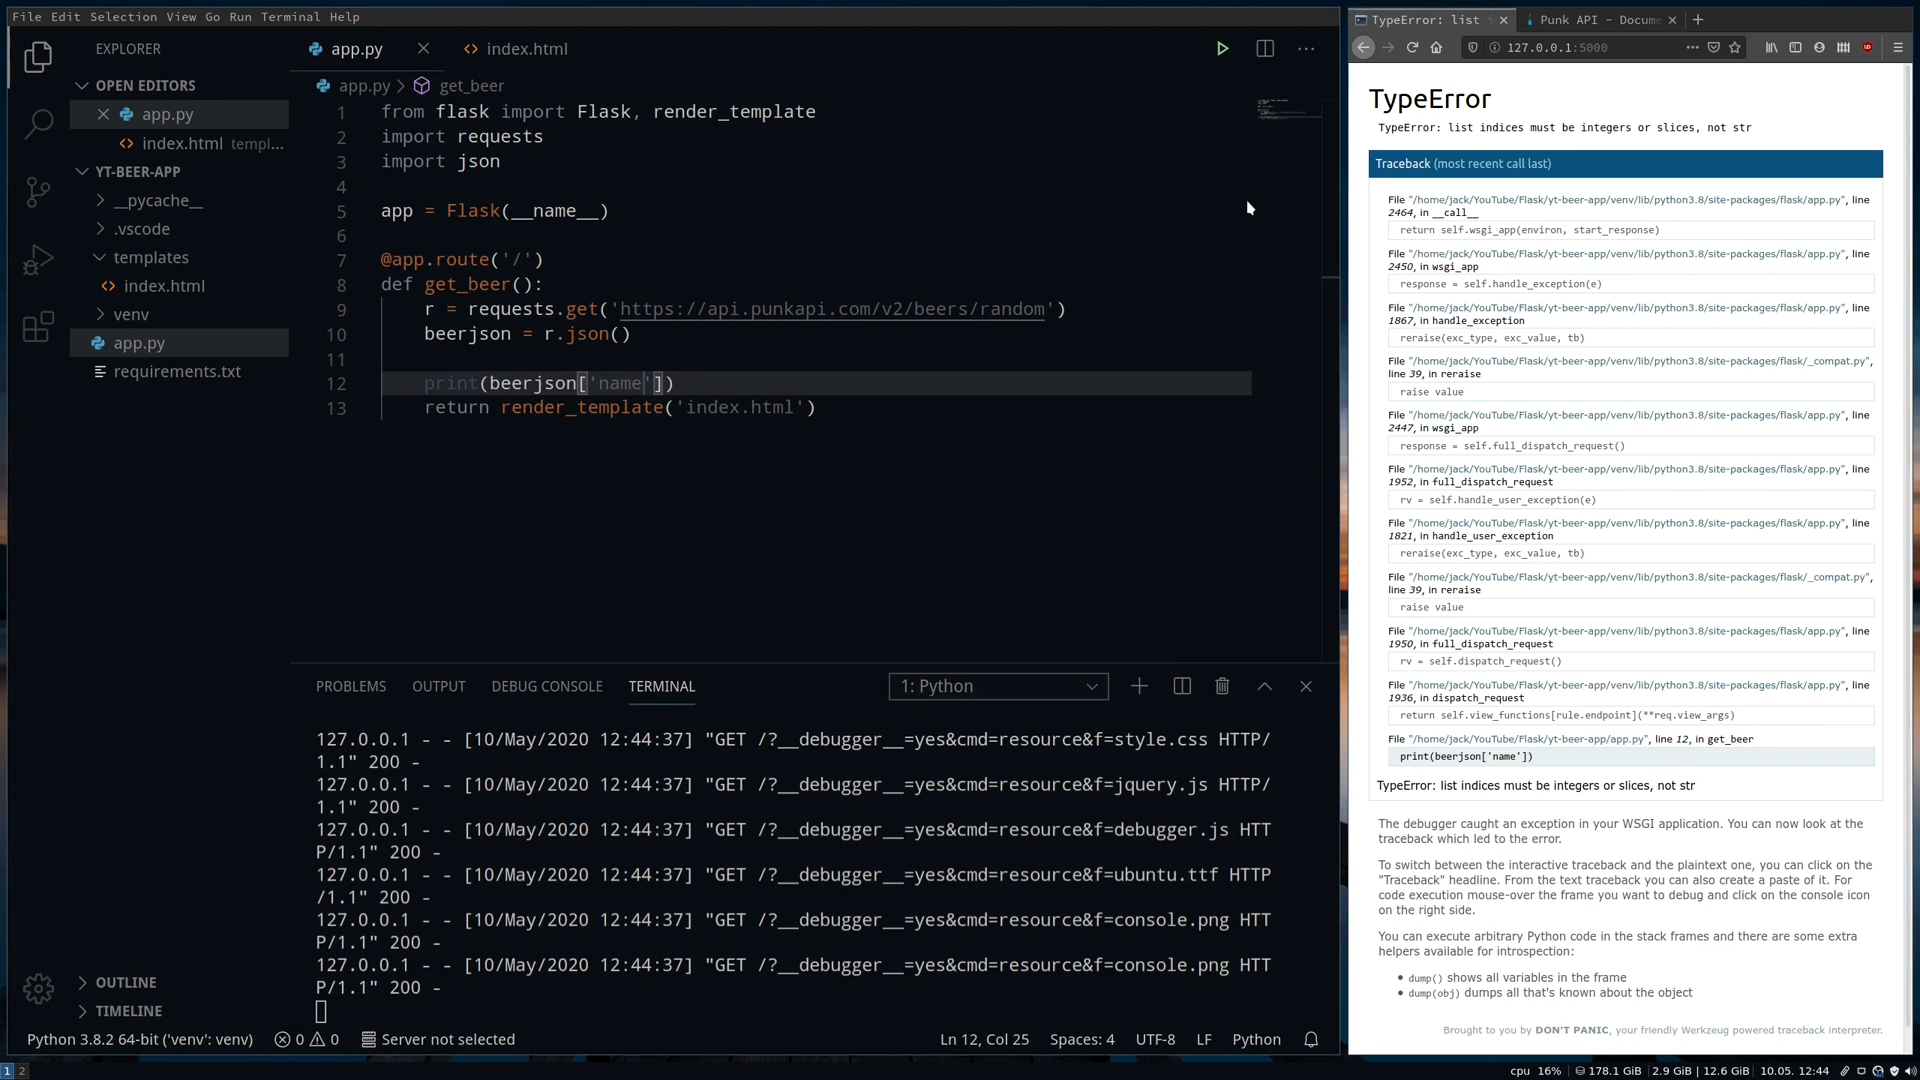 File Edit Selection View Go Run Terminal Help
EXPLORER
OPEN EDITORS
app.py
index.html templ...
YT-BEER-APP
__pycache__
.vscode
templates
index.html
venv
app.py
requirements.txt
OUTLINE
TIMELINE
app.py
index.html
app.py > get_beer
1 from flask import Flask, render_template
2 import requests
3 import json
4
5 app = Flask(__name__)
6
7 @app.route('/')
8 def get_beer():
9 r = requests.get('https://api.punkapi.com/v2/beers/random')
10 beerjson = r.json()
11
12 print(beerjson['name'])
13 return render_template('index.html')
PROBLEMS OUTPUT DEBUG CONSOLE TERMINAL
1: Python
127.0.0.1 - - [10/May/2020 12:44:37] "GET /?__debugger__=yes&cmd=resource&f=style.css HTTP/
1.1" 200 -
127.0.0.1 - - [10/May/2020 12:44:37] "GET /?__debugger__=yes&cmd=resource&f=jquery.js HTTP/
1.1" 200 -
127.0.0.1 - - [10/May/2020 12:44:37] "GET /?__debugger__=yes&cmd=resource&f=debugger.js HTT
P/1.1" 200 -
127.0.0.1 - - [10/May/2020 12:44:37] "GET /?__debugger__=yes&cmd=resource&f=ubuntu.ttf HTTP
/1.1" 200 -
127.0.0.1 - - [10/May/2020 12:44:37] "GET /?__debugger__=yes&cmd=resource&f=console.png HTT
P/1.1" 200 -
127.0.0.1 - - [10/May/2020 12:44:37] "GET /?__debugger__=yes&cmd=resource&f=console.png HTT
P/1.1" 200 -
Python 3.8.2 64-bit ('venv': venv) 0 0 Server not selected Ln 12, Col 25 Spaces: 4 UTF-8 LF Python
TypeError: list
Punk API - Docume
127.0.0.1:5000
TypeError
TypeError: list indices must be integers or slices, not str
Traceback (most recent call last)
File "/home/jack/YouTube/Flask/yt-beer-app/venv/lib/python3.8/site-packages/flask/app.py", line
2464, in __call__
return self.wsgi_app(environ, start_response)
File "/home/jack/YouTube/Flask/yt-beer-app/venv/lib/python3.8/site-packages/flask/app.py", line
2450, in wsgi_app
response = self.handle_exception(e)
File "/home/jack/YouTube/Flask/yt-beer-app/venv/lib/python3.8/site-packages/flask/app.py", line
1867, in handle_exception
reraise(exc_type, exc_value, tb)
File "/home/jack/YouTube/Flask/yt-beer-app/venv/lib/python3.8/site-packages/flask/_compat.py",
line 39, in reraise
raise value
File "/home/jack/YouTube/Flask/yt-beer-app/venv/lib/python3.8/site-packages/flask/app.py", line
2447, in wsgi_app
response = self.full_dispatch_request()
File "/home/jack/YouTube/Flask/yt-beer-app/venv/lib/python3.8/site-packages/flask/app.py", line
1952, in full_dispatch_request
rv = self.handle_user_exception(e)
File "/home/jack/YouTube/Flask/yt-beer-app/venv/lib/python3.8/site-packages/flask/app.py", line
1821, in handle_user_exception
reraise(exc_type, exc_value, tb)
File "/home/jack/YouTube/Flask/yt-beer-app/venv/lib/python3.8/site-packages/flask/_compat.py",
line 39, in reraise
raise value
File "/home/jack/YouTube/Flask/yt-beer-app/venv/lib/python3.8/site-packages/flask/app.py", line
1950, in full_dispatch_request
rv = self.dispatch_request()
File "/home/jack/YouTube/Flask/yt-beer-app/venv/lib/python3.8/site-packages/flask/app.py", line
1936, in dispatch_request
return self.view_functions[rule.endpoint](**req.view_args)
File "/home/jack/YouTube/Flask/yt-beer-app/app.py", line 12, in get_beer
print(beerjson['name'])
TypeError: list indices must be integers or slices, not str
The debugger caught an exception in your WSGI application. You can now look at the
traceback which led to the error.
To switch between the interactive traceback and the plaintext one, you can click on the
"Traceback" headline. From the text traceback you can also create a paste of it. For
code execution mouse-over the frame you want to debug and click on the console icon
on the right side.
You can execute arbitrary Python code in the stack frames and there are some extra
helpers available for introspection:
• dump() shows all variables in the frame
• dump(obj) dumps all that's known about the object
Brought to you by DON'T PANIC, your friendly Werkzeug powered traceback interpreter.
1 2
cpu 16% 178.1 GiB 2.9 GiB | 12.6 GiB 10.05. 12:44